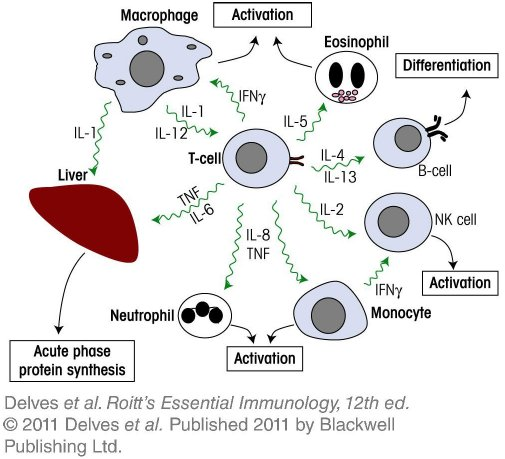 Macrophage
Activation
Eosinophil
Differentiation
IFNγ
IL-1
IL-1
IL-12
IL-5
T-cell
IL-4
IL-13
B-cell
Liver
TNF
IL-6
IL-2
NK cell
IL-8
TNF
IFNγ
Activation
Neutrophil
Monocyte
Acute phase
protein synthesis
Activation
Delves et al. Roitt's Essential Immunology, 12th ed.
© 2011 Delves et al. Published 2011 by Blackwell
Publishing Ltd.